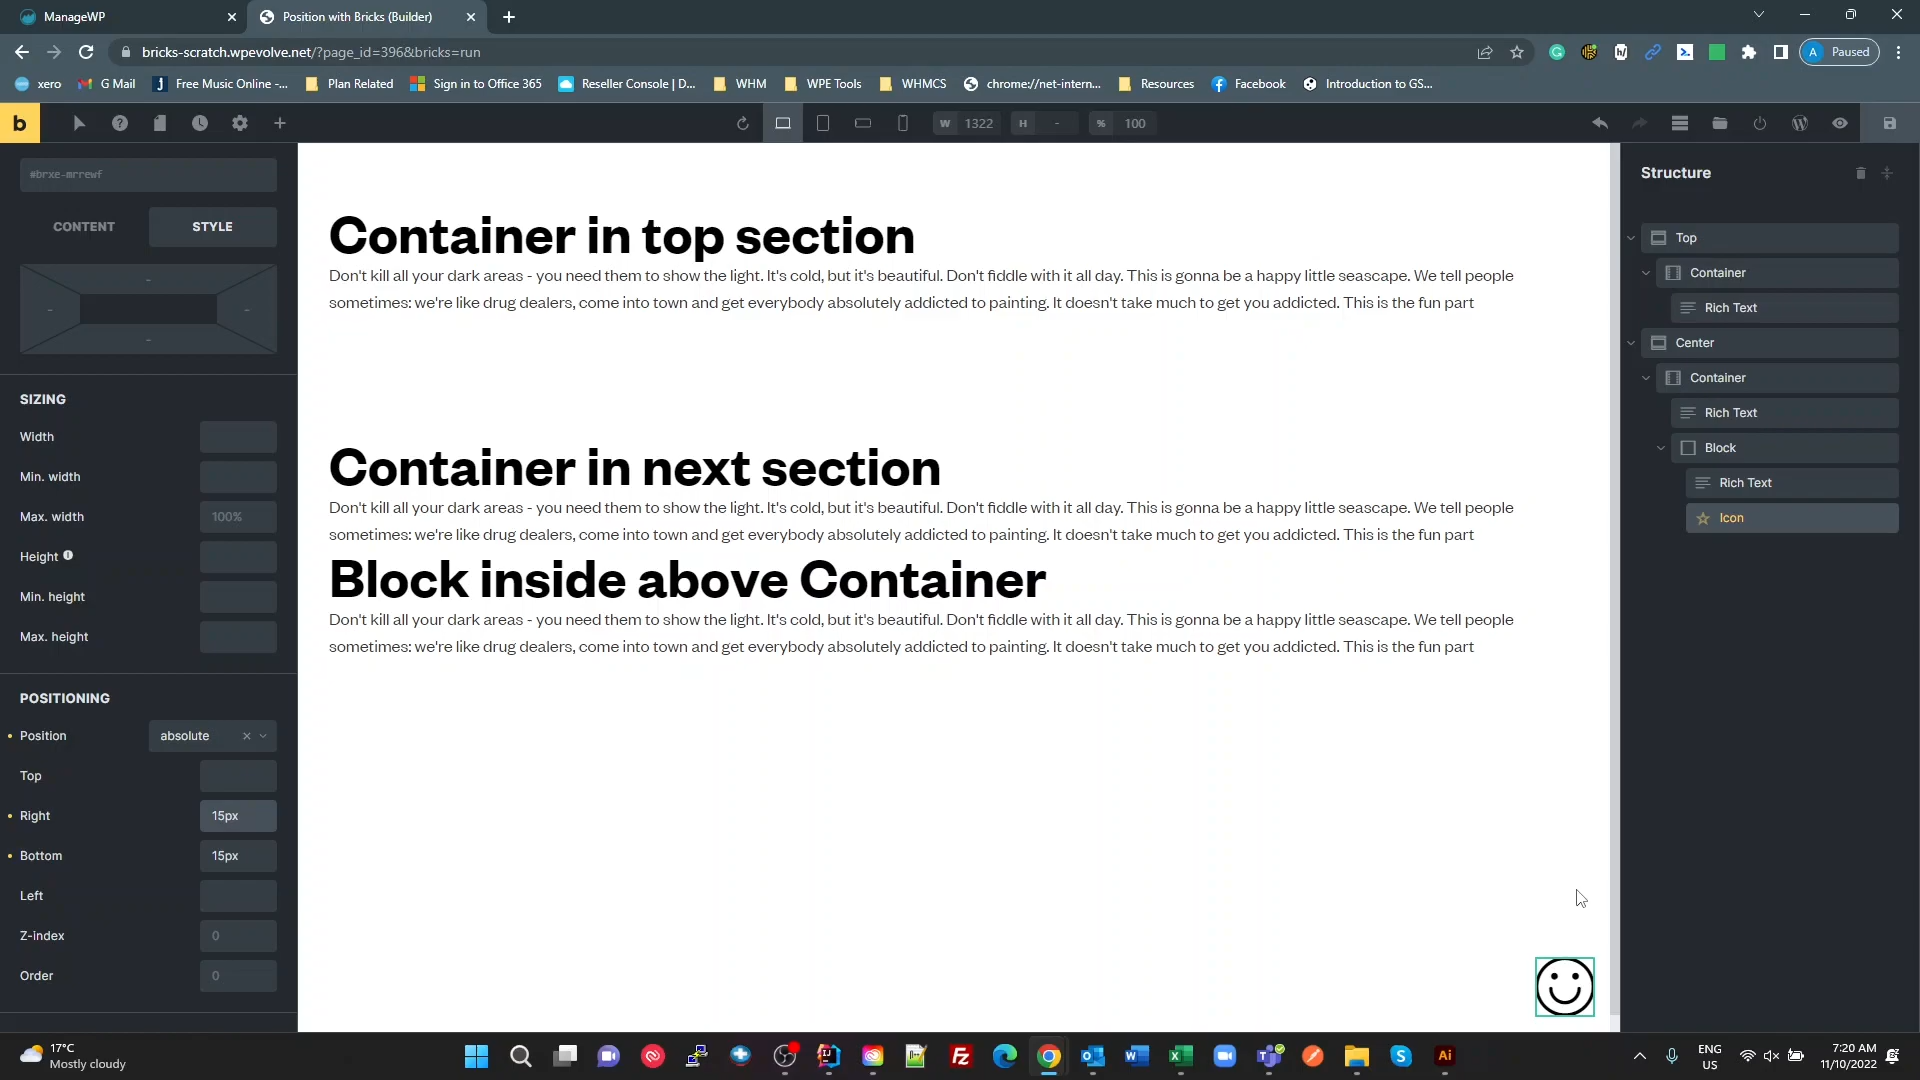 ManageWP
Position with Bricks (Builder)
bricks-scratch.wpevolve.net/?page_id=396&bricks=run
A Paused
xero
G Mail
Free Music Online -...
Plan Related
Sign in to Office 365
Reseller Console | D...
WHM
WPE Tools
WHMCS
chrome://net-intern...
Resources
Facebook
Introduction to GS...
b
W 1322
H -
% 100
#brxe-mrrewf
CONTENT
STYLE
-
- -
-
SIZING
Width
Min. width
Max. width 100%
Height
Min. height
Max. height
POSITIONING
Position absolute
Top
Right 15px
Bottom 15px
Left
Z-index 0
Order 0
Container in top section
Don't kill all your dark areas - you need them to show the light. It's cold, but it's beautiful. Don't fiddle with it all day. This is gonna be a happy little seascape. We tell people
sometimes: we're like drug dealers, come into town and get everybody absolutely addicted to painting. It doesn't take much to get you addicted. This is the fun part
Container in next section
Don't kill all your dark areas - you need them to show the light. It's cold, but it's beautiful. Don't fiddle with it all day. This is gonna be a happy little seascape. We tell people
sometimes: we're like drug dealers, come into town and get everybody absolutely addicted to painting. It doesn't take much to get you addicted. This is the fun part
Block inside above Container
Don't kill all your dark areas - you need them to show the light. It's cold, but it's beautiful. Don't fiddle with it all day. This is gonna be a happy little seascape. We tell people
sometimes: we're like drug dealers, come into town and get everybody absolutely addicted to painting. It doesn't take much to get you addicted. This is the fun part
Structure
Top
Container
Rich Text
Center
Container
Rich Text
Block
Rich Text
Icon
17°C
Mostly cloudy
ENG
US
7:20 AM
11/10/2022